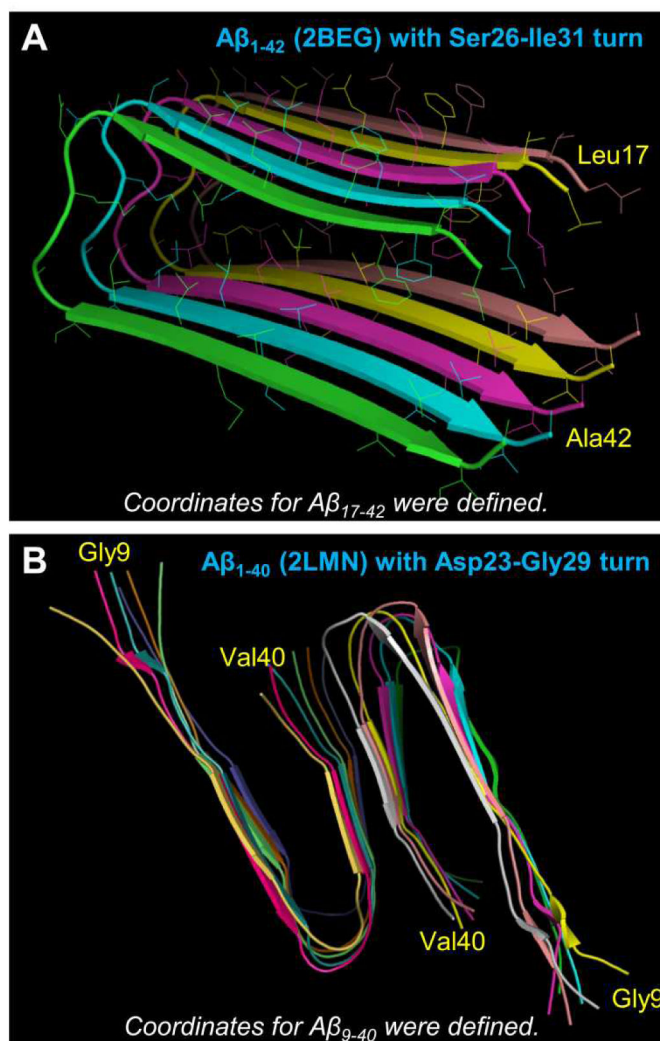 A
Aβ1-42 (2BEG) with Ser26-Ile31 turn
Leu17
Ala42
Coordinates for Aβ17-42 were defined.
B
Aβ1-40 (2LMN) with Asp23-Gly29 turn
Gly9
Val40
Val40
Gly9
Coordinates for Aβ9-40 were defined.